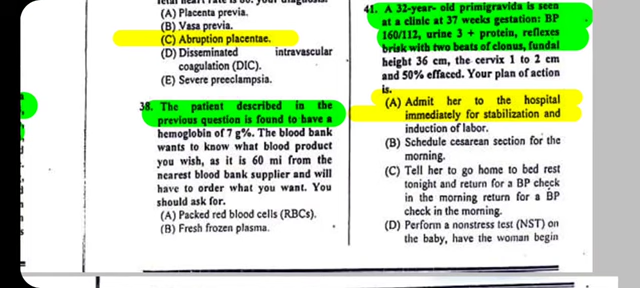 (A) Placenta previa.
(B) Vasa previa.
(C) Abruption placentae.
(D) Disseminated intravascular
coagulation (DIC).
(E) Severe preeclampsia.
38. The patient described in the
previous question is found to have a
hemoglobin of 7 g%. The blood bank
wants to know what blood product
you wish, as it is 60 mi from the
nearest blood bank supplier and will
have to order what you want. You
should ask for.
(A) Packed red blood cells (RBCs).
(B) Fresh frozen plasma.
41. A 32-year- old primigravida is seen
at a clinic at 37 weeks gestation: BP
160/112, urine 3 + protein, reflexes
brisk with two beats of clonus, fundal
height 36 cm, the cervix 1 to 2 cm
and 50% effaced. Your plan of action
is.
(A) Admit her to the hospital
immediately for stabilization and
induction of labor.
(B) Schedule cesarean section for the
morning.
(C) Tell her to go home to bed rest
tonight and return for a BP check
in the morning return for a BP
check in the morning.
(D) Perform a nonstress test (NST) on
the baby, have the woman begin